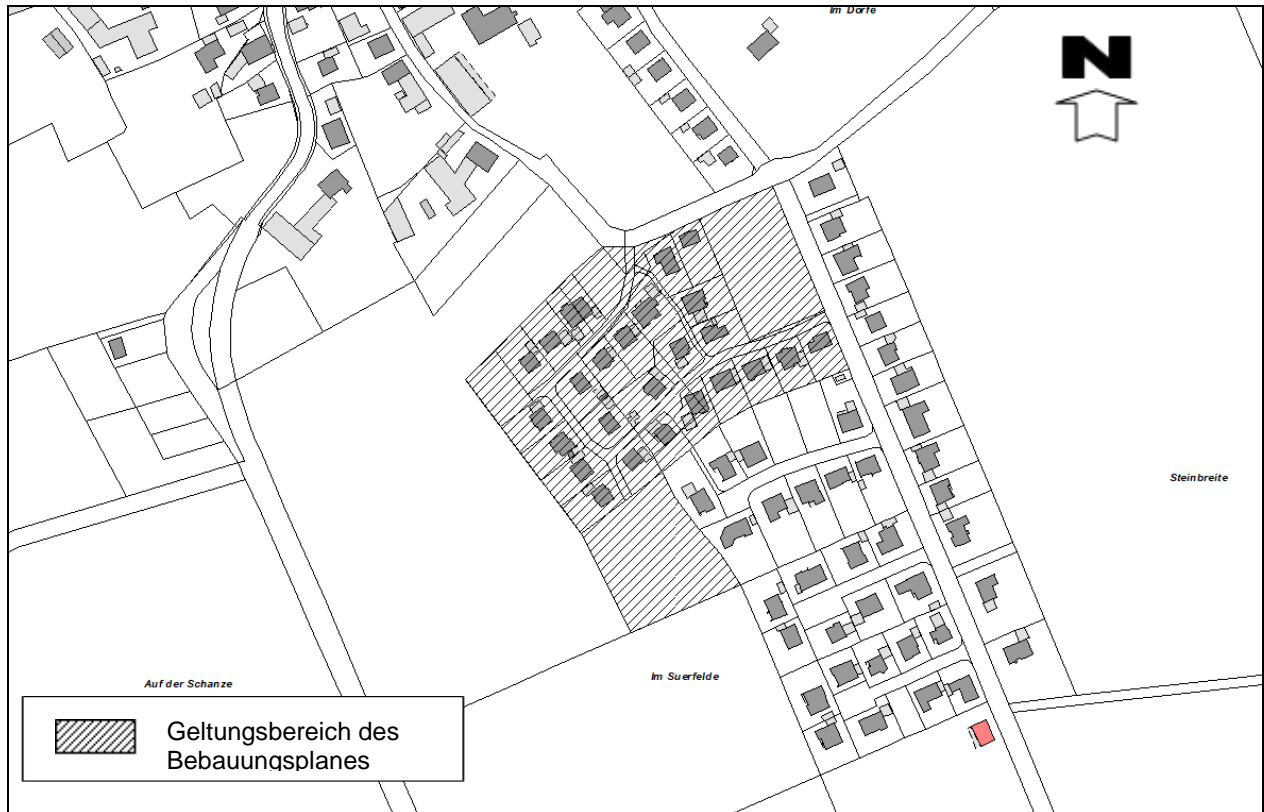 Im Dorfe
N
Steinbreite
Im Suerfelde
Auf der Schanze
Geltungsbereich des
Bebauungsplanes